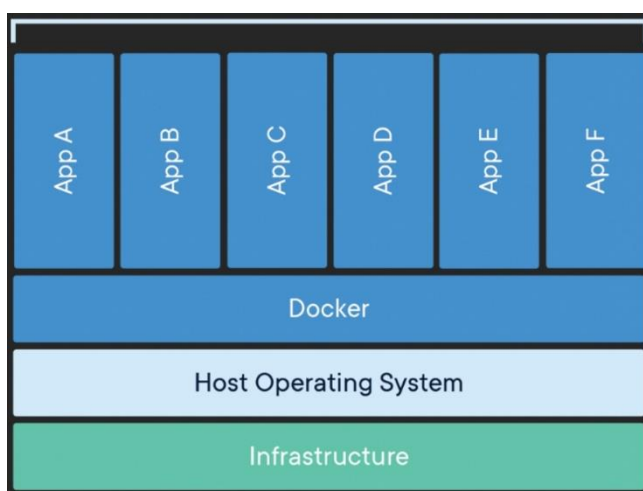 App A
App B
App C
App D
App E
App F
Docker
Host Operating System
Infrastructure